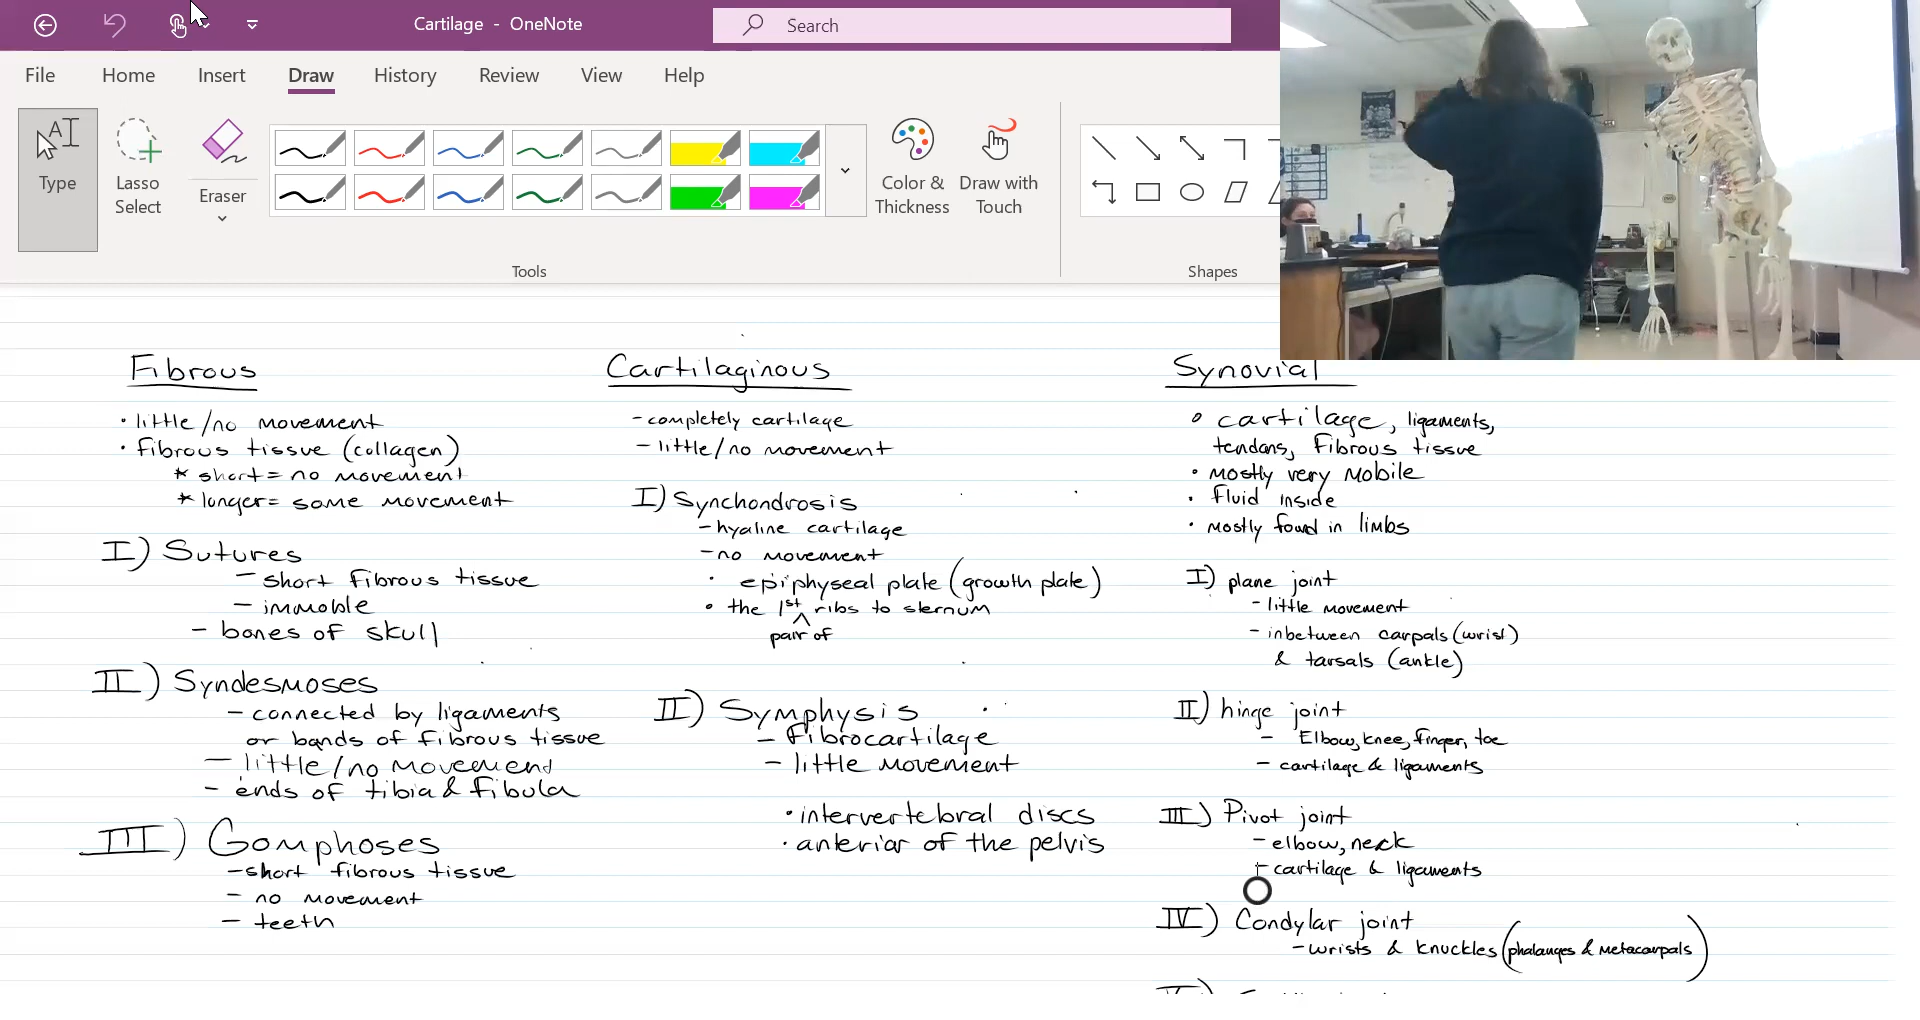 Cartilage - OneNote
Search
File Home Insert Draw History Review View Help
Type
Lasso Select
Eraser
Color & Thickness
Draw with Touch
Tools
Shapes
Fibrous
• little/no movement
• Fibrous tissue (collagen)
* short = no movement
* longer = some movement
I) Sutures
- short fibrous tissue
- immoble
- bones of skull
II) Syndesmoses
- connected by ligaments
or bands of fibrous tissue
- little/no movement
- ends of tibia & Fibula
III) Gomphoses
- short fibrous tissue
- no movement
- teeth
Cartilaginous
- completely cartilage
- little/no movement
I) Synchondrosis
- hyaline cartilage
- no movement
• epiphyseal plate (growth plate)
• the 1st ribs to sternum
^
pair of
II) Symphysis
- Fibrocartilage
- little movement
• intervertebral discs
• anterior of the pelvis
Synovial
• cartilage, ligaments,
tendons, Fibrous tissue
• mostly very mobile
• Fluid inside
• mostly found in limbs
I) plane joint
- little movement
- inbetween carpals (wrist)
& tarsals (ankle)
II) hinge joint
- Elbow, knee, finger, toe
- cartilage & ligaments
III) Pivot joint
- elbow, neck
- cartilage & ligaments
IV) Condylar joint
- wrists & knuckles (phalanges & metacarpals)